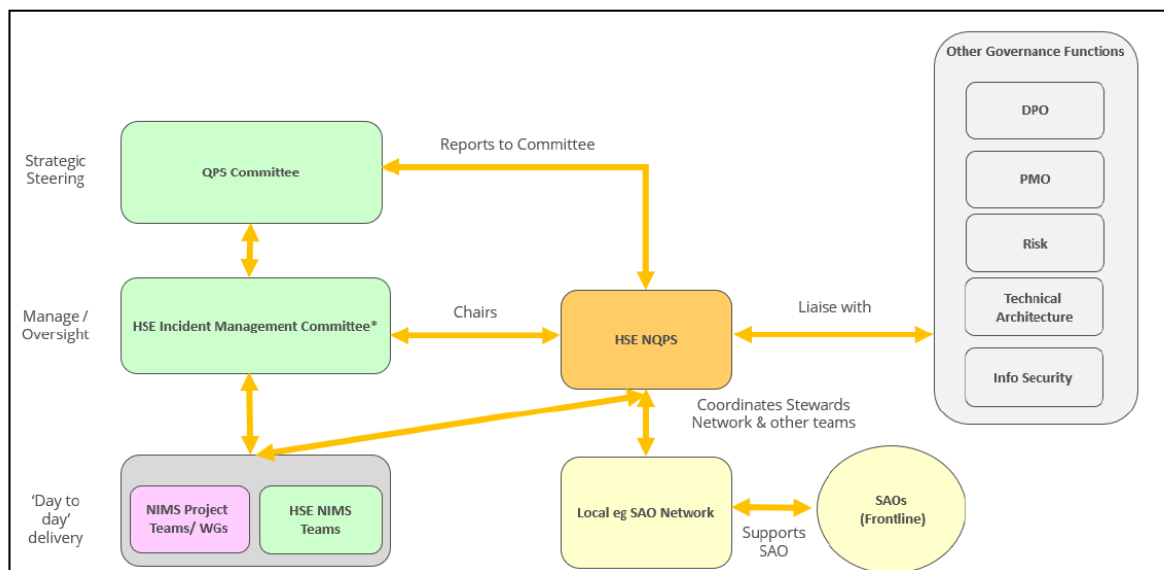 Other Governance Functions
DPO
Reports to Committee
Strategic
Steering
QPS Committee
PMO
Risk
Manage /
Oversight
HSE Incident Management Committee*
Chairs
HSE NQPS
Liaise with
Technical
Architecture
Info Security
Coordinates Stewards
Network & other teams
'Day to
day'
delivery
NIMS Project
Teams/ WGs
HSE NIMS
Teams
Local eg SAO Network
Supports
SAO
SAOs
(Frontline)